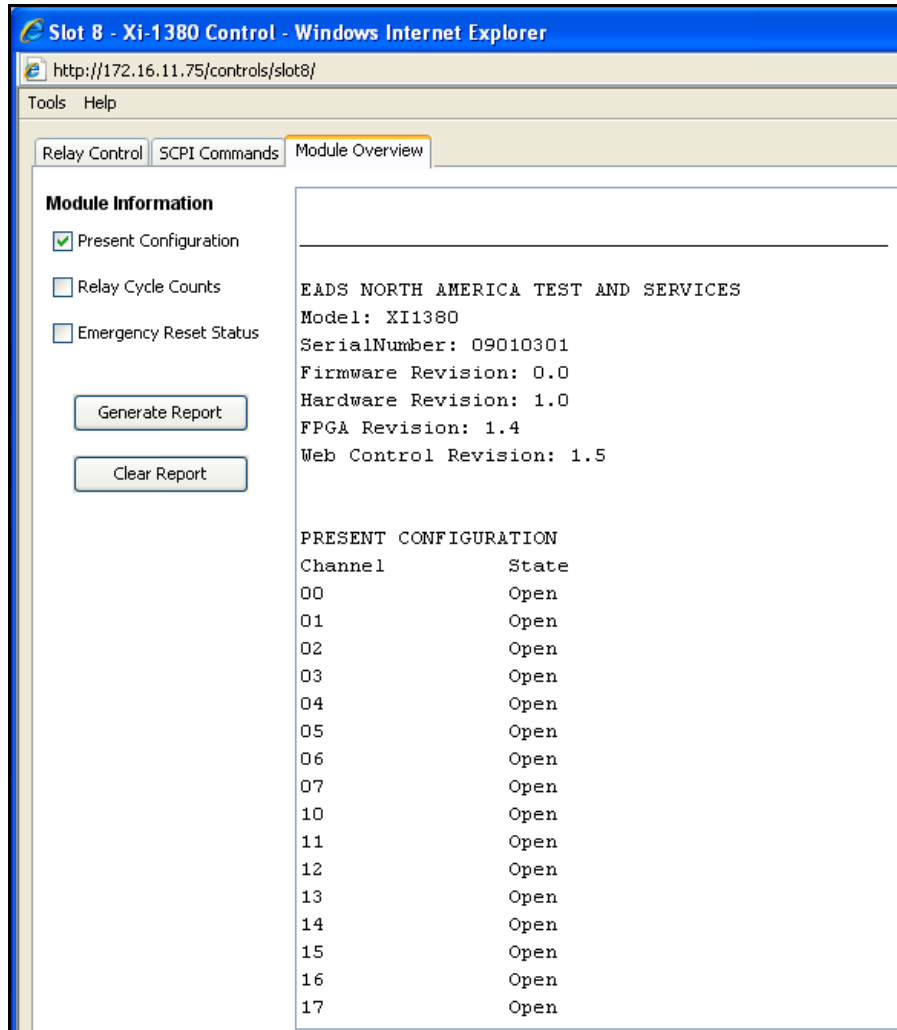 Slot 8 - Xi-1380 Control - Windows Internet Explorer
http://172.16.11.75/controls/slot8/
Tools Help
Relay Control SCPI Commands Module Overview
Module Information
Present Configuration
Relay Cycle Counts
Emergency Reset Status
Generate Report
Clear Report
EADS NORTH AMERICA TEST AND SERVICES
Model: XI1380
SerialNumber: 09010301
Firmware Revision: 0.0
Hardware Revision: 1.0
FPGA Revision: 1.4
Web Control Revision: 1.5
PRESENT CONFIGURATION
Channel State
00 Open
01 Open
02 Open
03 Open
04 Open
05 Open
06 Open
07 Open
10 Open
11 Open
12 Open
13 Open
14 Open
15 Open
16 Open
17 Open